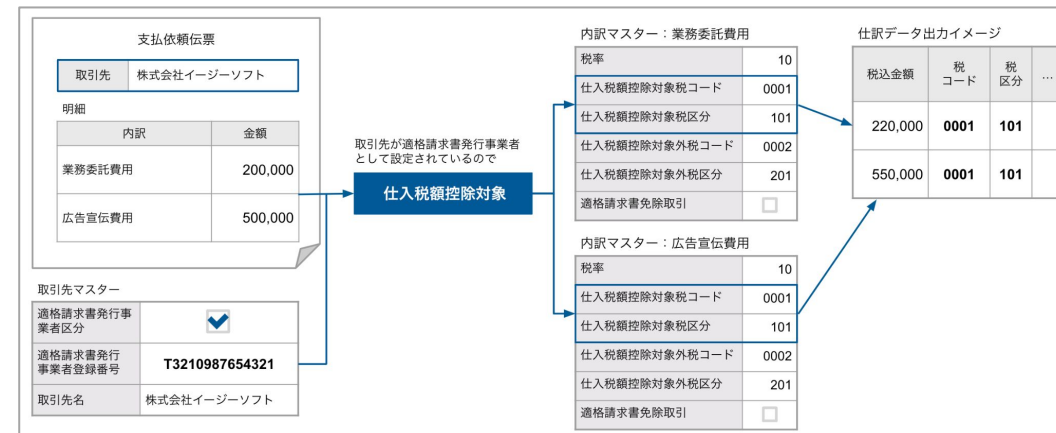 支払依頼伝票
取引先 株式会社イージーソフト
明細
内訳 金額
業務委託費用 200,000
広告宣伝費用 500,000
取引先マスター
適格請求書発行事
業者区分
適格請求書発行
事業者登録番号 T3210987654321
取引先名 株式会社イージーソフト
取引先が適格請求書発行事業者
として設定されているので
仕入税額控除対象
内訳マスター：業務委託費用
税率 10
仕入税額控除対象税コード 0001
仕入税額控除対象税区分 101
仕入税額控除対象外税コード 0002
仕入税額控除対象外税区分 201
適格請求書免除取引
内訳マスター：広告宣伝費用
税率 10
仕入税額控除対象税コード 0001
仕入税額控除対象税区分 101
仕入税額控除対象外税コード 0002
仕入税額控除対象外税区分 201
適格請求書免除取引
仕訳データ出力イメージ
税込金額 税コード 税区分 …
220,000 0001 101
550,000 0001 101